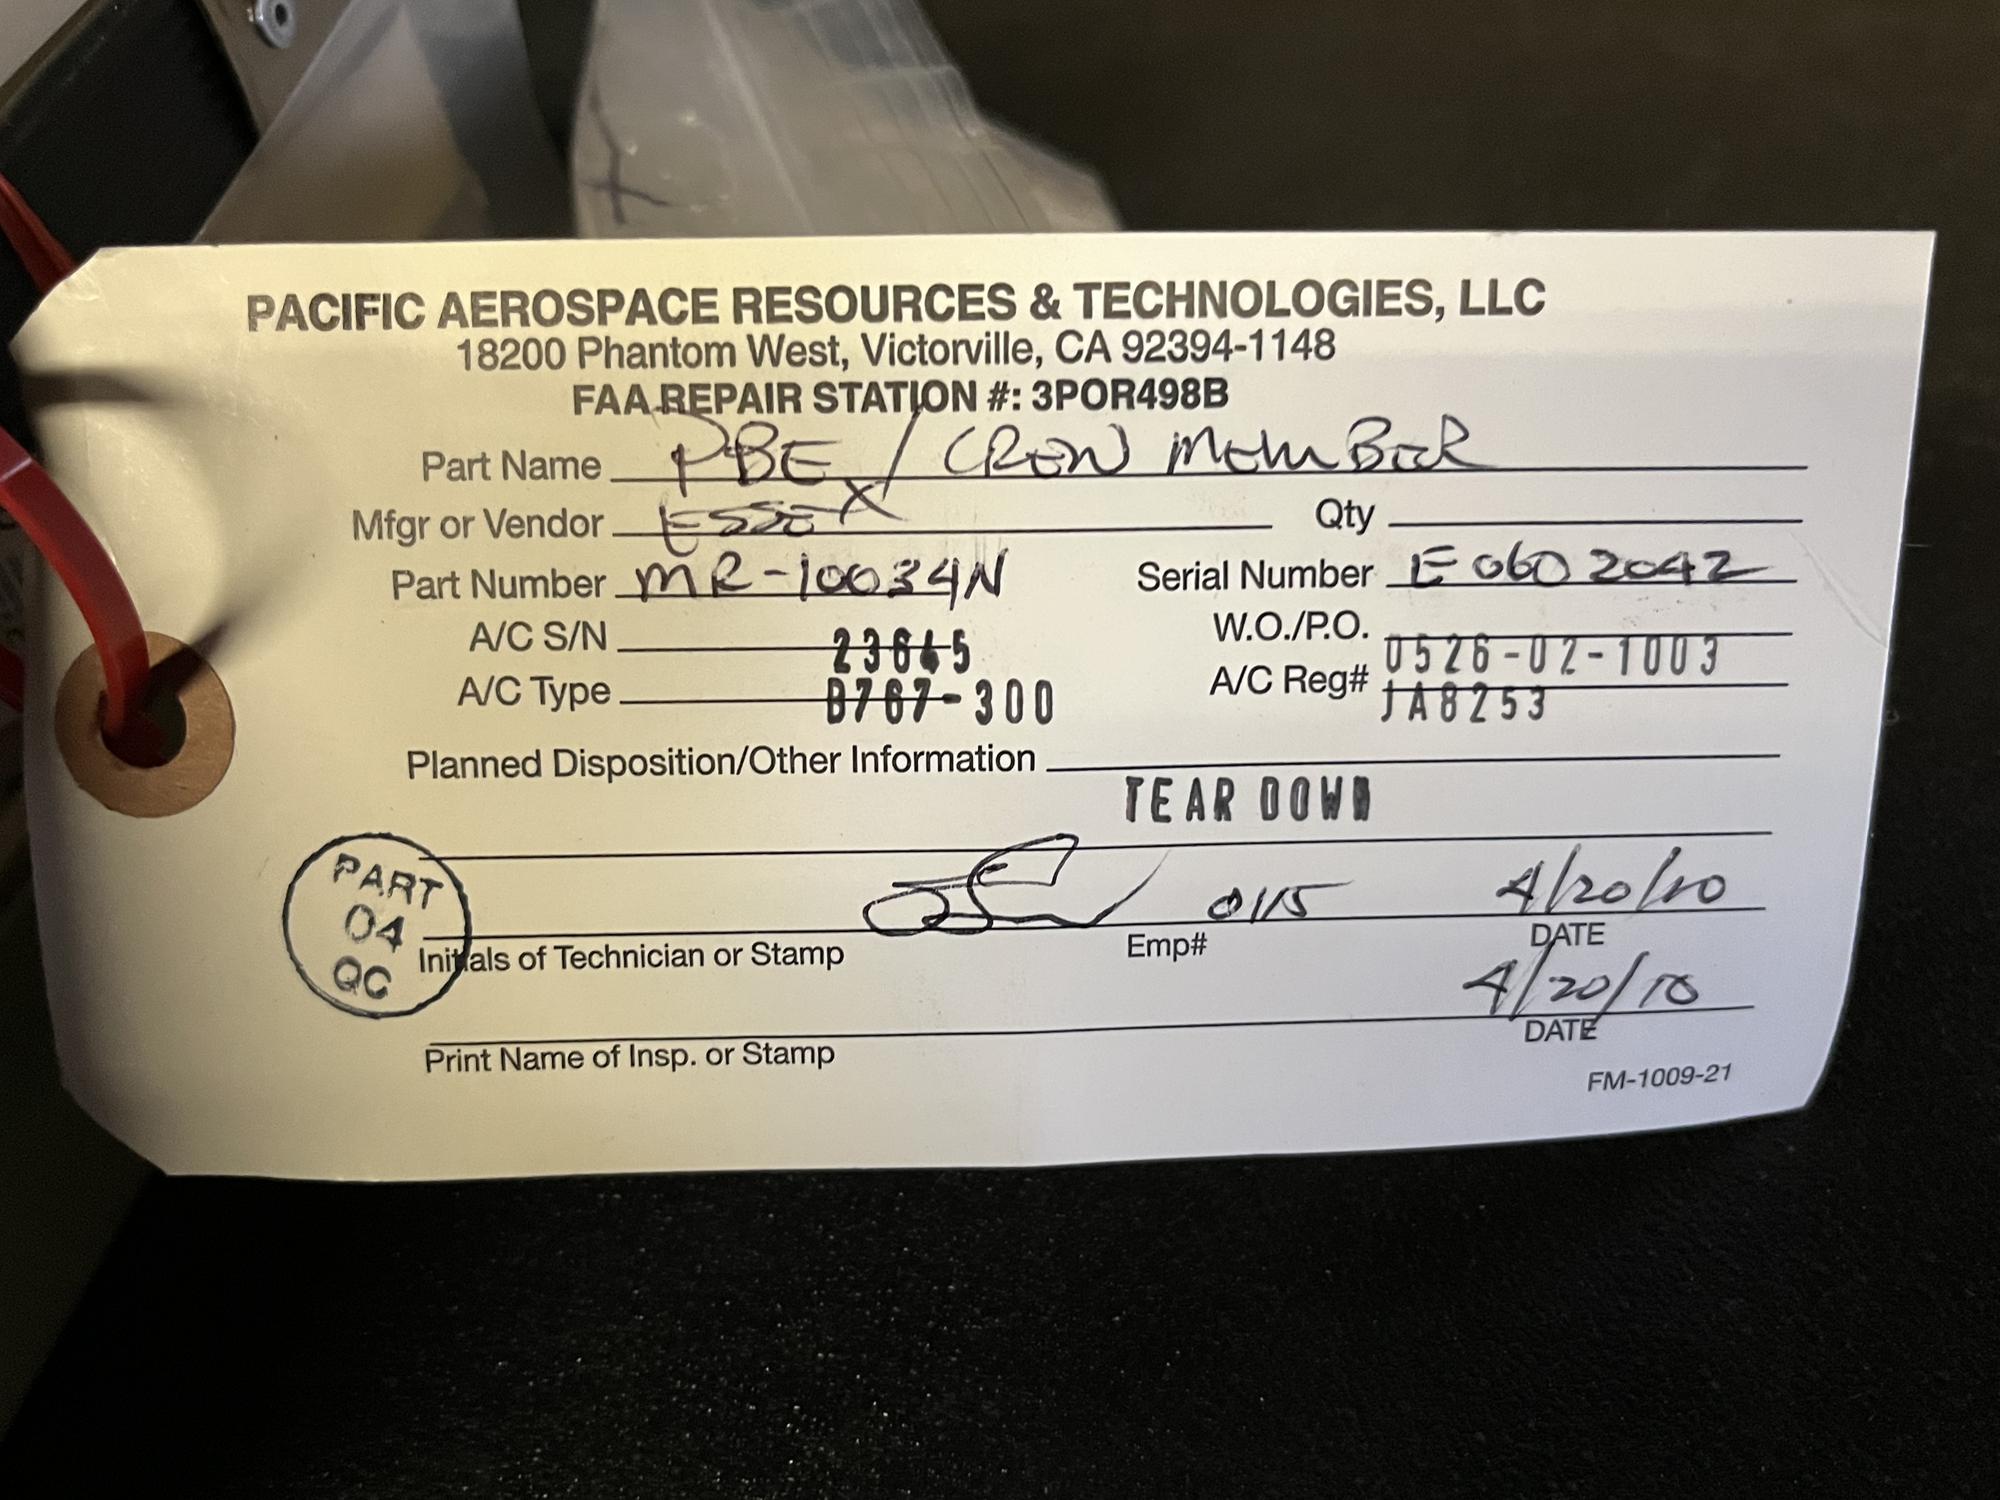 PACIFIC AEROSPACE RESOURCES & TECHNOLOGIES, LLC
18200 Phantom West, Victorville, CA 92394-1148
FAA REPAIR STATION #: 3POR498B
Part Name PBE / CREW MEMBER
Mfgr or Vendor ESSEX Qty
Part Number MR-10034N Serial Number E0602042
A/C S/N 23645 W.O./P.O. 0526-02-1003
A/C Type B767-300 A/C Reg# JA8253
Planned Disposition/Other Information
TEAR DOWN
PART
04
QC
0115 4/20/10
Initials of Technician or Stamp Emp# DATE
4/20/10
Print Name of Insp. or Stamp DATE
FM-1009-21